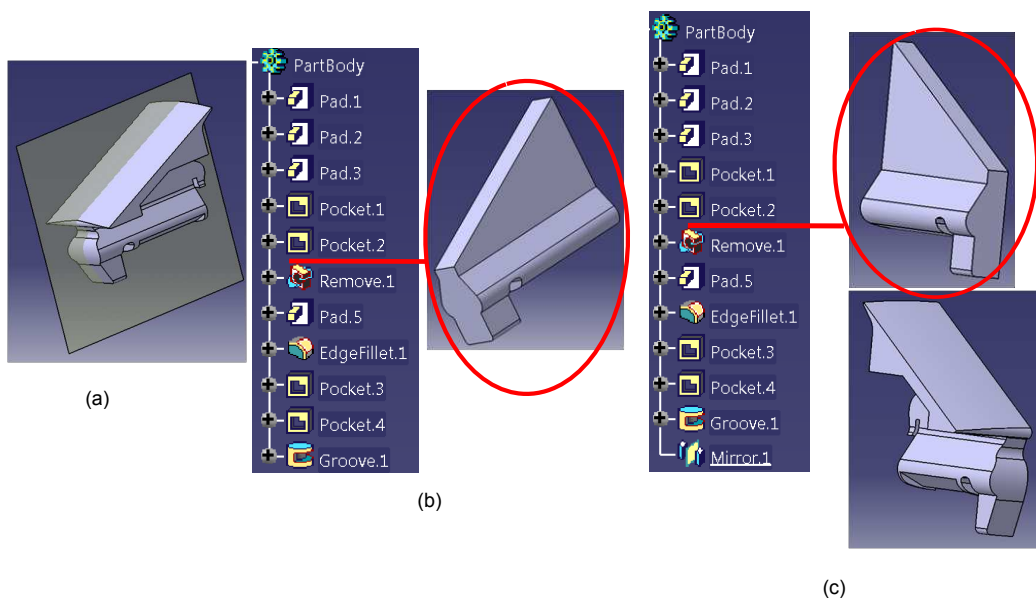 PartBody
Pad.1
Pad.2
Pad.3
Pocket.1
Pocket.2
Remove.1
Pad.5
EdgeFillet.1
Pocket.3
Pocket.4
Groove.1
PartBody
Pad.1
Pad.2
Pad.3
Pocket.1
Pocket.2
Remove.1
Pad.5
EdgeFillet.1
Pocket.3
Pocket.4
Groove.1
Mirror.1
(a)
(b)
(c)